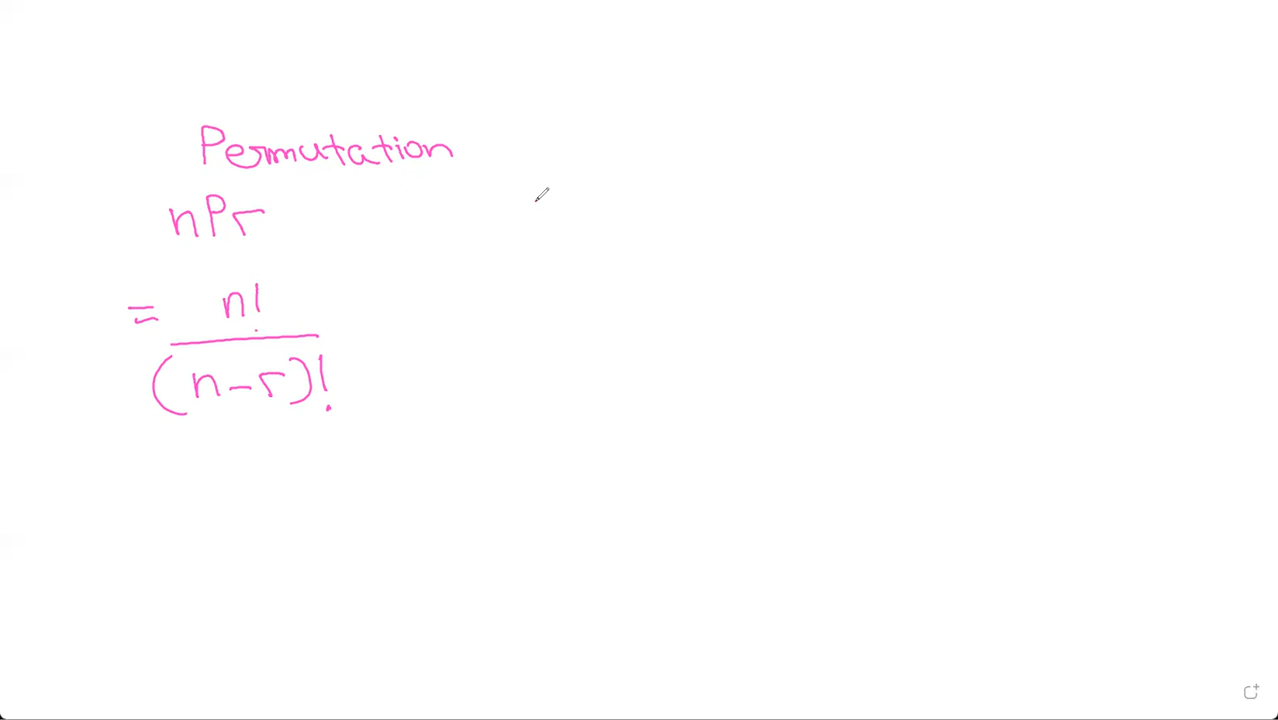 Permutation
nPr
= n!
(n-r)!